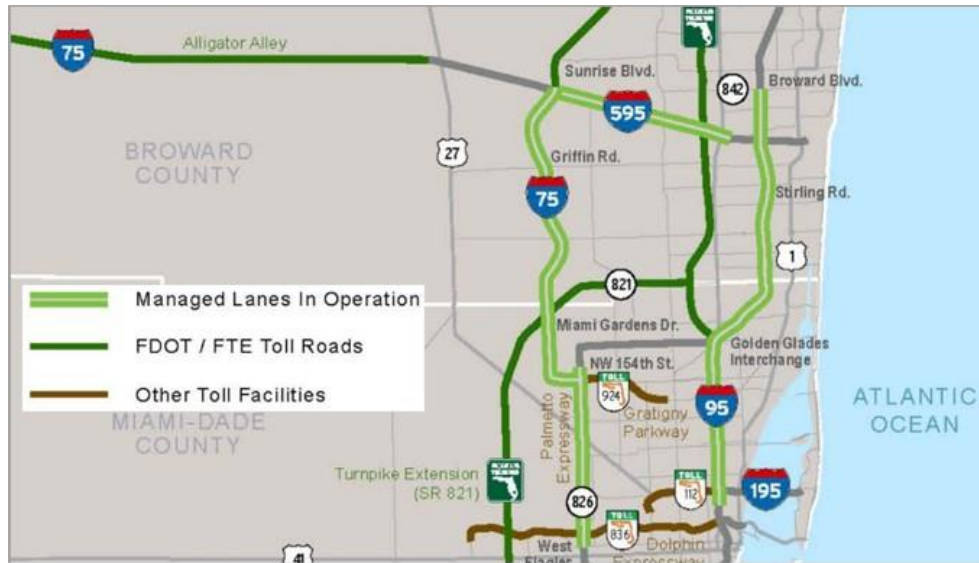 75
Alligator Alley
Sunrise Blvd.
842
Broward Blvd.
595
BROWARD
COUNTY
27
Griffin Rd.
75
Stirling Rd.
1
821
Managed Lanes In Operation
FDOT / FTE Toll Roads
Other Toll Facilities
Miami Gardens Dr.
Golden Glades
Interchange
NW 154th St.
TOLL
924
Gratigny
Parkway
95
ATLANTIC
OCEAN
MIAMI-DADE
COUNTY
Palmetto
Expressway
Turnpike Extension
(SR 821)
826
TOLL
112
195
TOLL
836
West
Dolphin
41